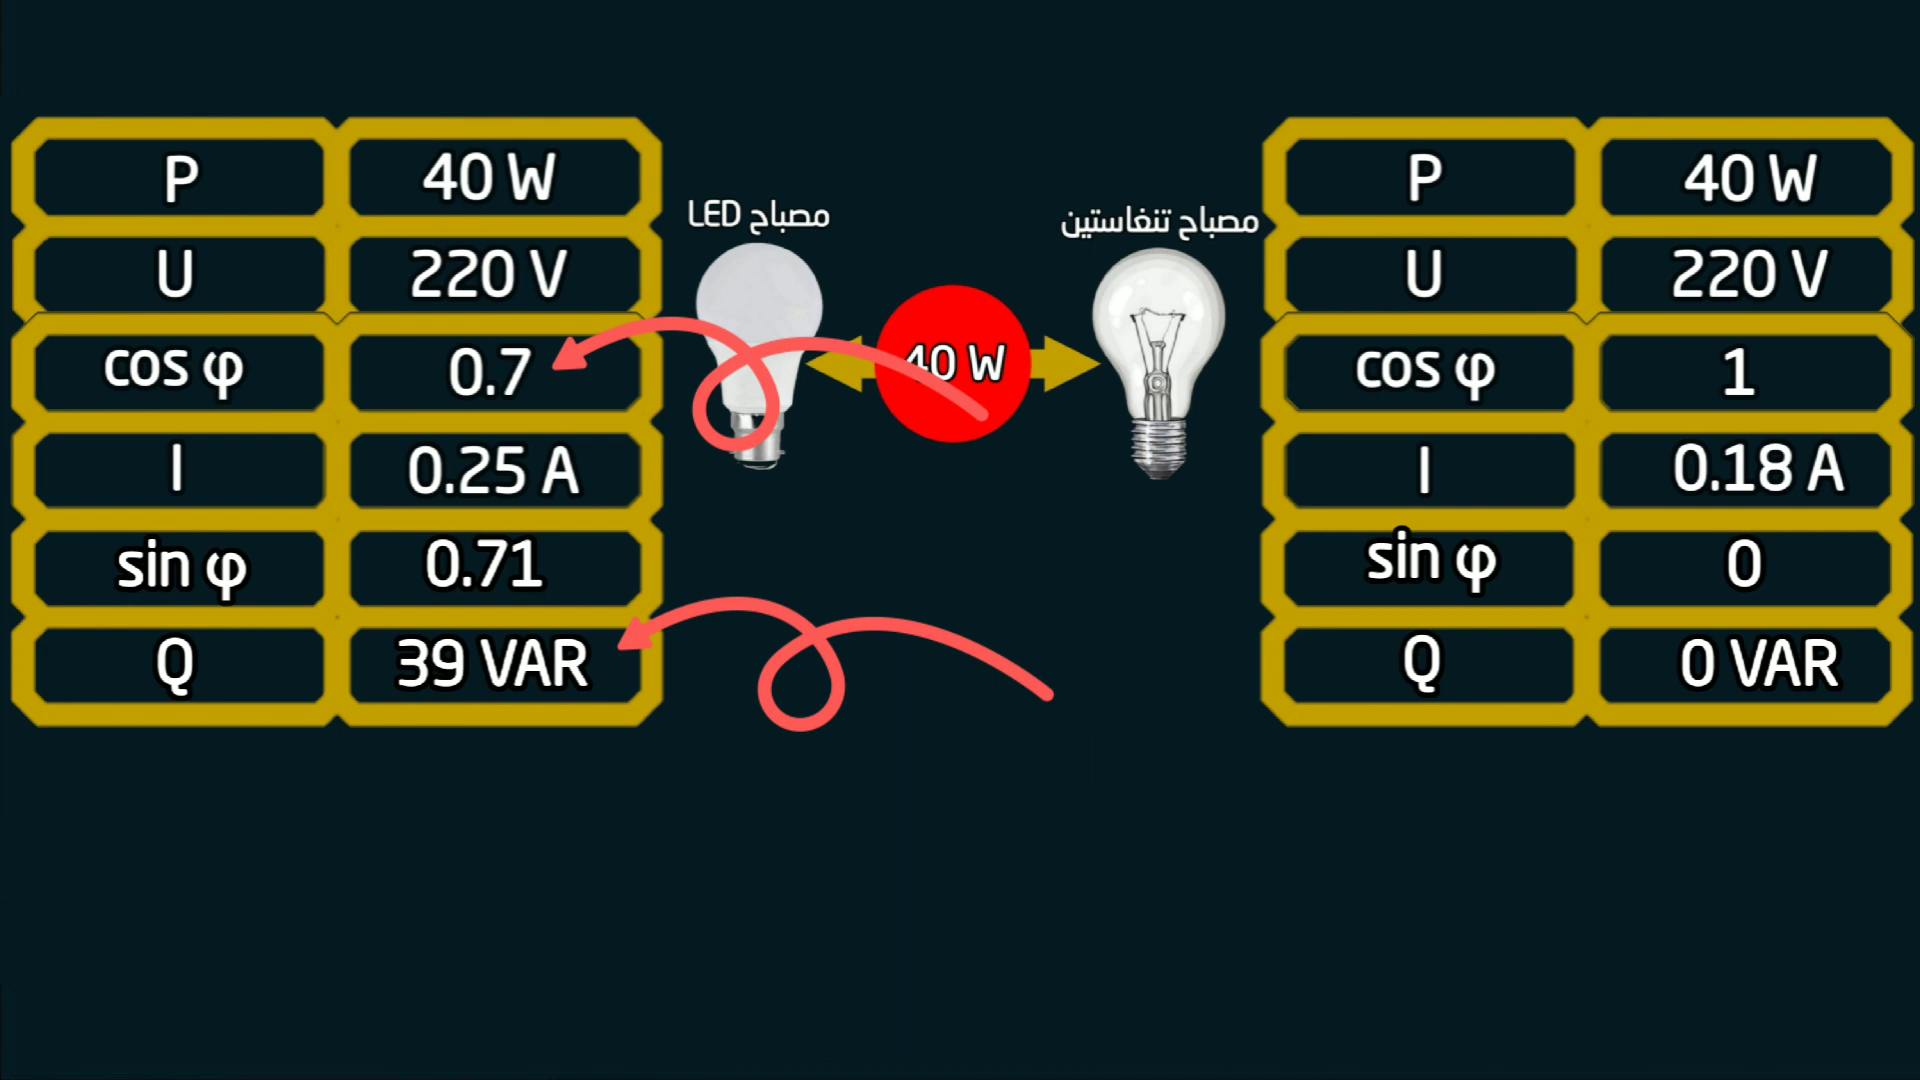 P 40 W
U 220 V
cos φ 0.7
I 0.25 A
sin φ 0.71
Q 39 VAR
مصباح LED
40 W
مصباح تنغاستين
P 40 W
U 220 V
cos φ 1
I 0.18 A
sin φ 0
Q 0 VAR